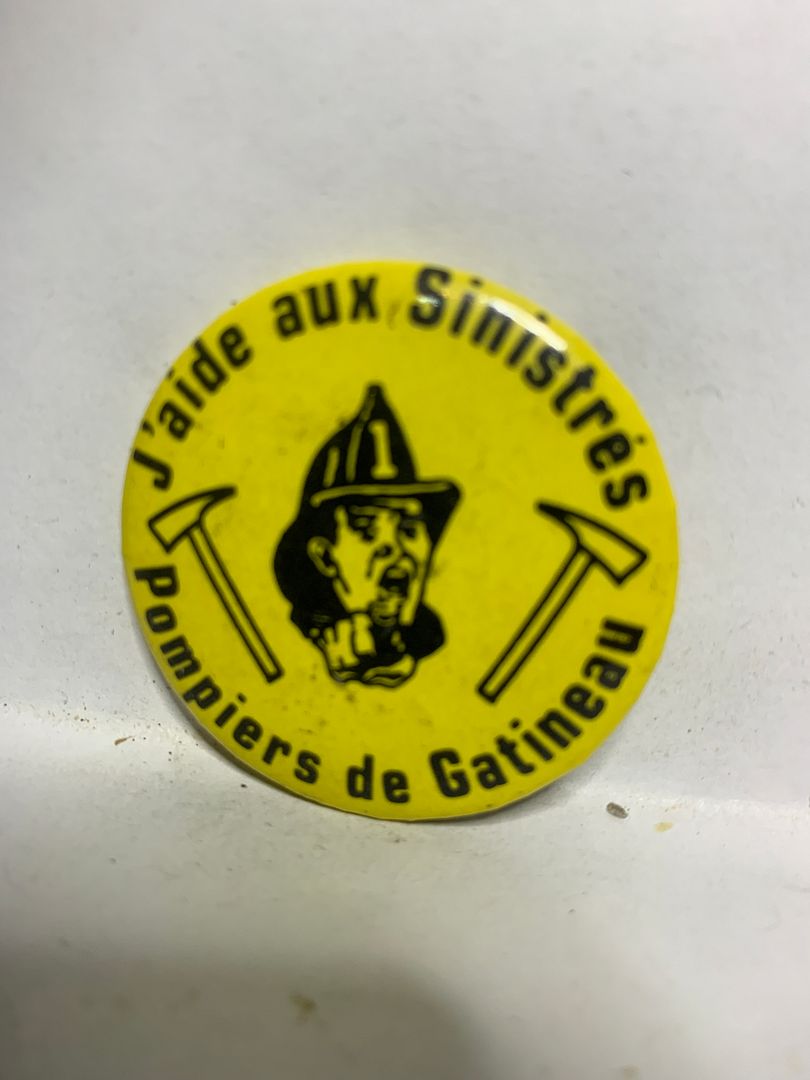 J'aide aux Sinistrés
1
Pompiers de Gatineau